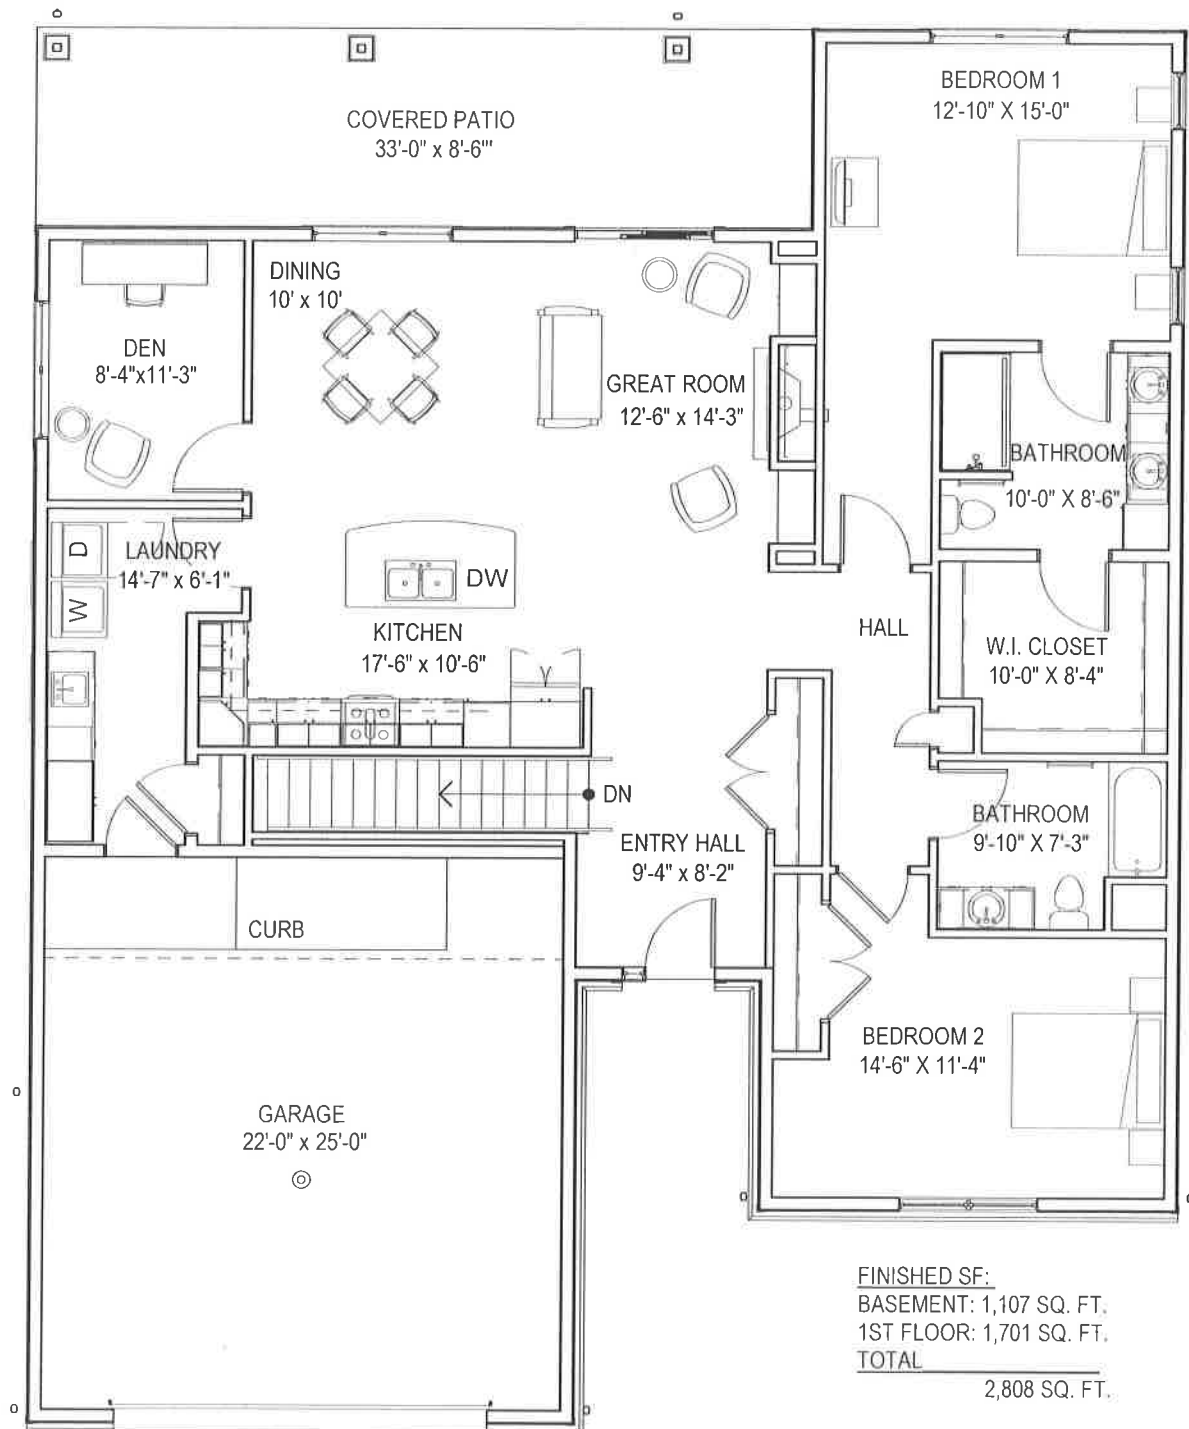 BEDROOM 1
12'-10" X 15'-0"
COVERED PATIO
33'-0" x 8'-6'"
DINING
10' x 10'
DEN
8'-4"x11'-3"
GREAT ROOM
12'-6" x 14'-3"
BATHROOM
10'-0" X 8'-6"
D
LAUNDRY
14'-7" x 6'-1"
W
DW
KITCHEN
17'-6" x 10'-6"
HALL
W.I. CLOSET
10'-0" X 8'-4"
DN
ENTRY HALL
9'-4" x 8'-2"
BATHROOM
9'-10" X 7'-3"
CURB
BEDROOM 2
14'-6" X 11'-4"
GARAGE
22'-0" x 25'-0"
FINISHED SF:
BASEMENT: 1,107 SQ. FT.
1ST FLOOR: 1,701 SQ. FT.
TOTAL
2,808 SQ. FT.